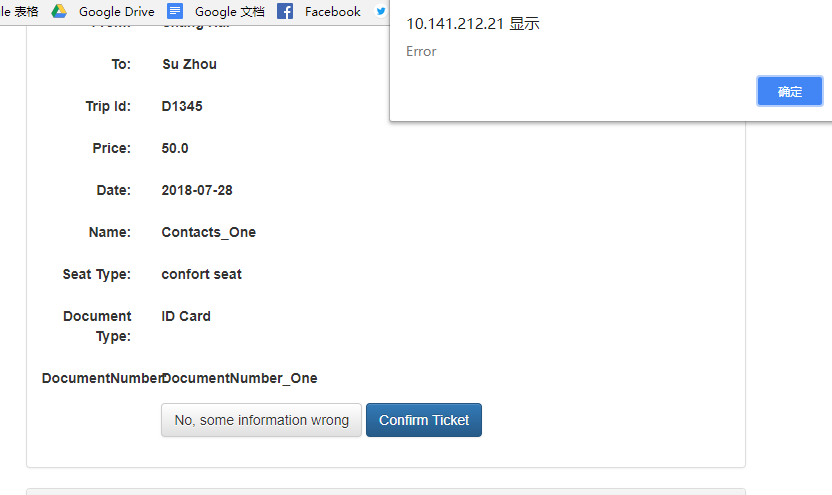 le 表格 Google Drive Google 文档 Facebook
10.141.212.21 显示
Error
确定
To: Su Zhou
Trip Id: D1345
Price: 50.0
Date: 2018-07-28
Name: Contacts_One
Seat Type: confort seat
Document ID Card
Type:
DocumentNumber: DocumentNumber_One
No, some information wrong Confirm Ticket